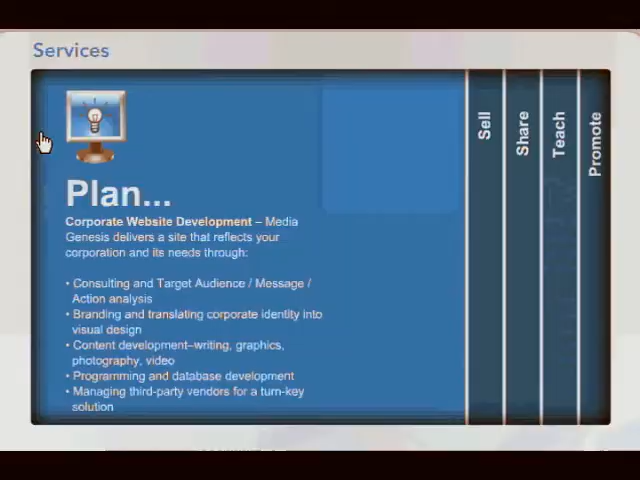 Services
Plan...
Corporate Website Development – Media
Genesis delivers a site that reflects your
corporation and its needs through:
• Consulting and Target Audience / Message /
Action analysis
• Branding and translating corporate identity into
visual design
• Content development–writing, graphics,
photography, video
• Programming and database development
• Managing third-party vendors for a turn-key
solution
Sell
Share
Teach
Promote